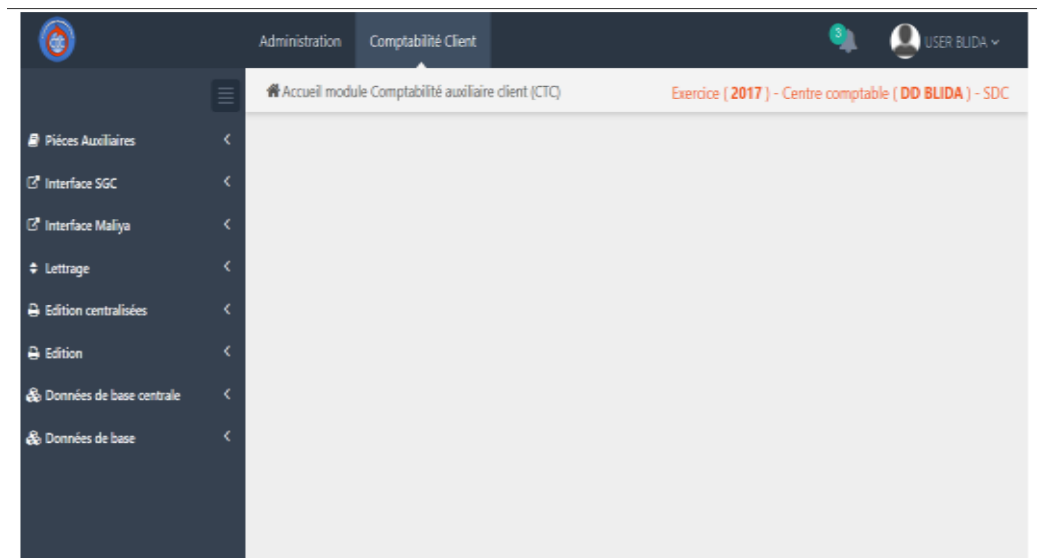 Administration Comptabilité Client 3 USER BLIDA
Accueil module Comptabilité auxiliaire client (CTC) Exercice ( 2017 ) - Centre comptable ( DD BLIDA ) - SDC
Piéces Auxiliaires
Interface SGC
Interface Maliya
Lettrage
Edition centralisées
Edition
Données de base centrale
Données de base